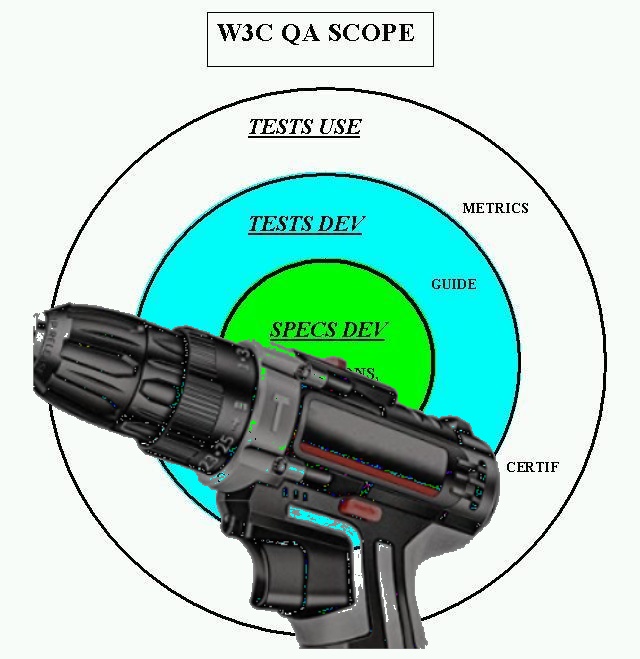 W3C QA SCOPE
TESTS USE
METRICS
TESTS DEV
GUIDE
SPECS DEV
CERTIF